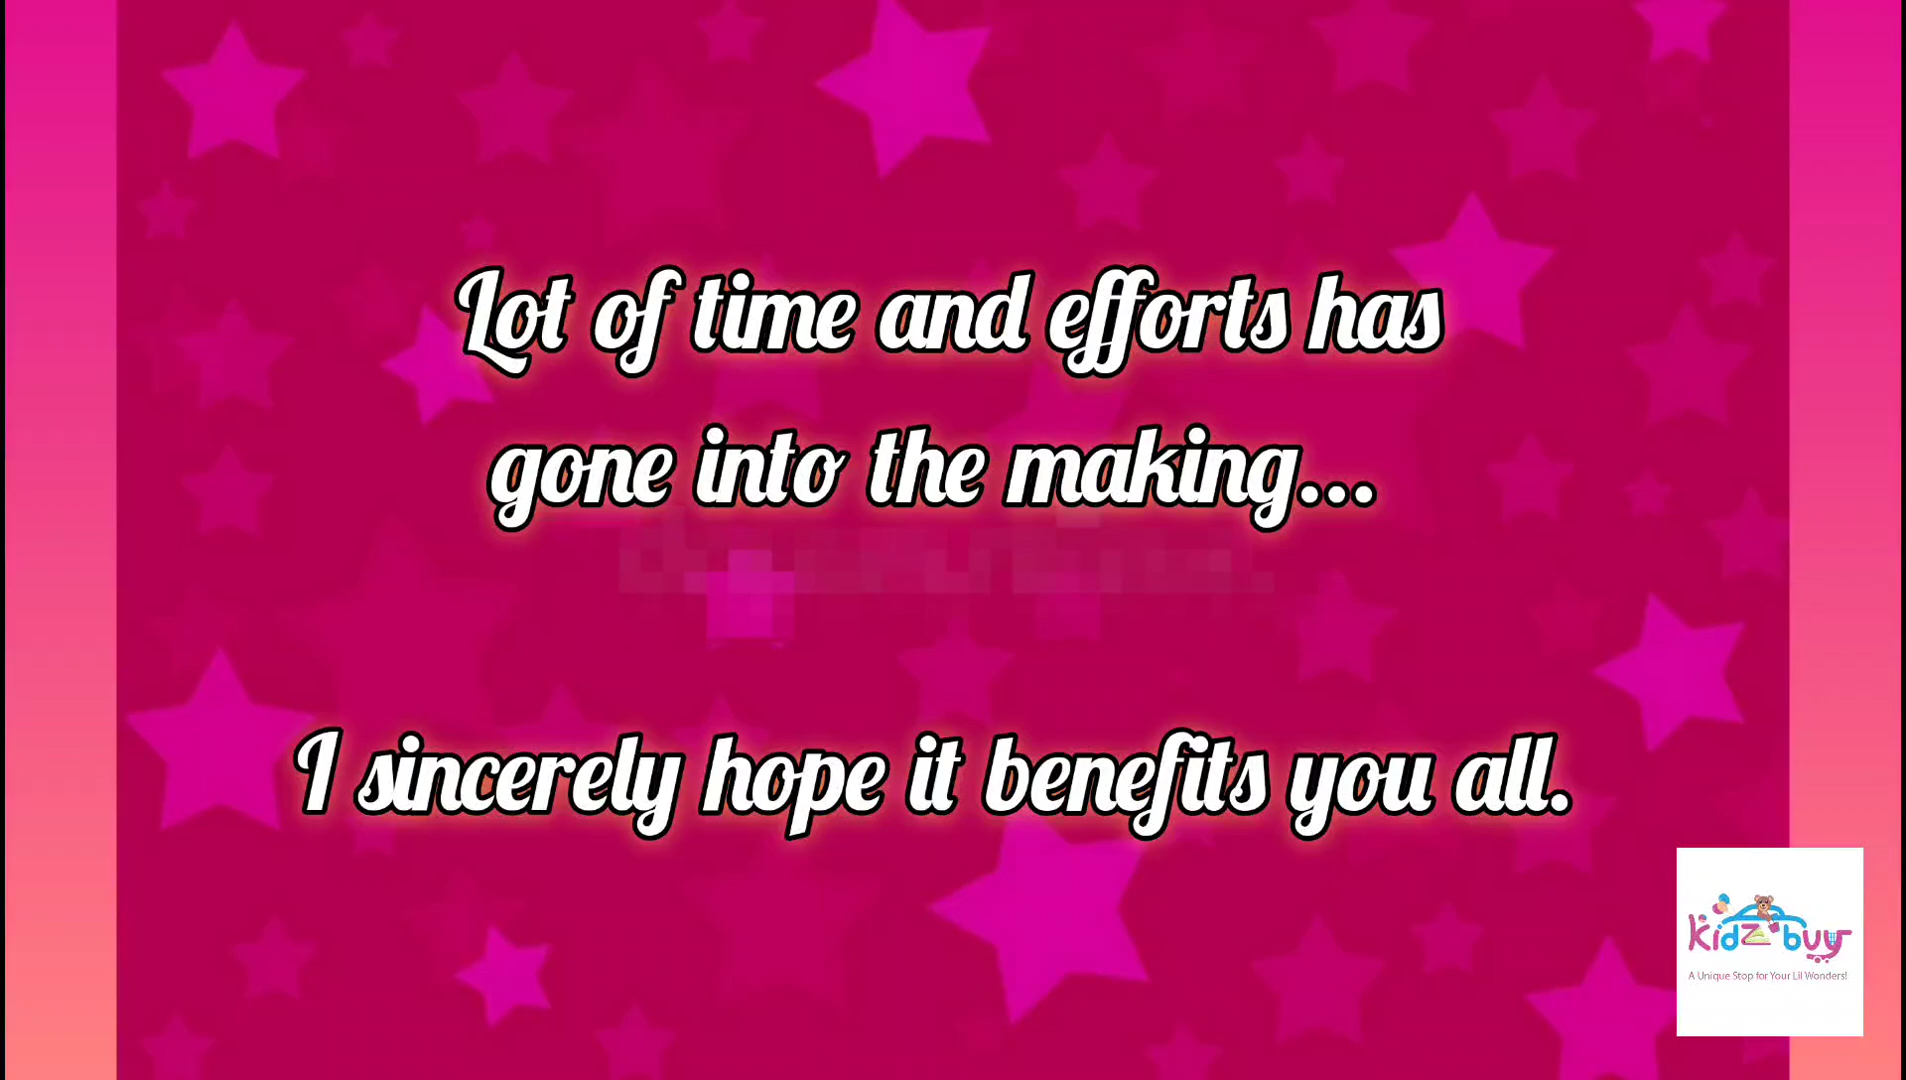 Lot of time and efforts has
gone into the making...
I sincerely hope it benefits you all.
kidz buy
A Unique Stop for Your Lil Wonders!